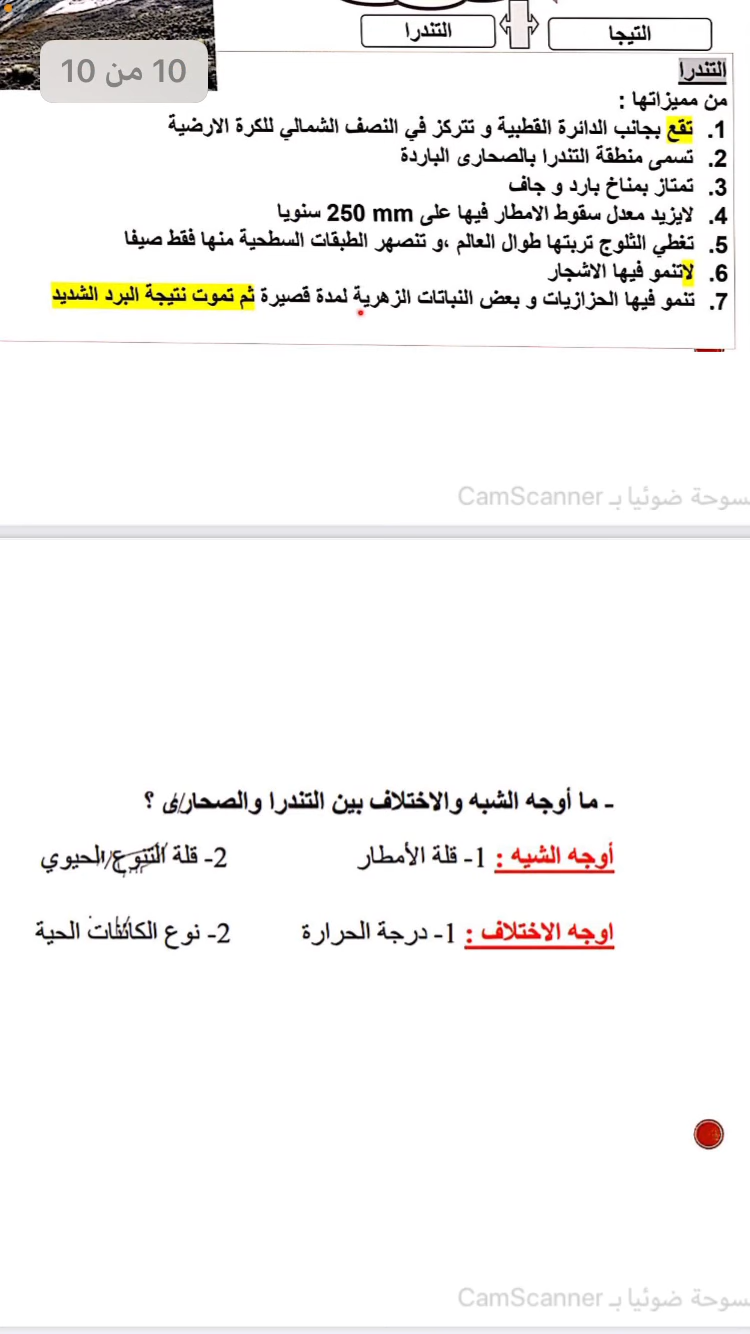 التيجا
التندرا
10 من 10
التندرا
من مميزاتها :
1. تقع بجانب الدائرة القطبية و تتركز في النصف الشمالي للكرة الارضية
2. تسمى منطقة التندرا بالصحارى الباردة
3. تمتاز بمناخ بارد و جاف
4. لايزيد معدل سقوط الامطار فيها على 250 mm سنويا
5. تغطي الثلوج تربتها طوال العالم ،و تنصهر الطبقات السطحية منها فقط صيفا
6. لاتنمو فيها الاشجار
7. تنمو فيها الحزازيات و بعض النباتات الزهرية لمدة قصيرة ثم تموت نتيجة البرد الشديد
سوحة ضوئيا بـ CamScanner
- ما أوجه الشبه والاختلاف بين التندرا والصحارى ؟
أوجه الشبه : 1- قلة الأمطار 2- قلة التنوع الحيوي
اوجه الاختلاف : 1- درجة الحرارة 2- نوع الكائنات الحية
سوحة ضوئيا بـ CamScanner